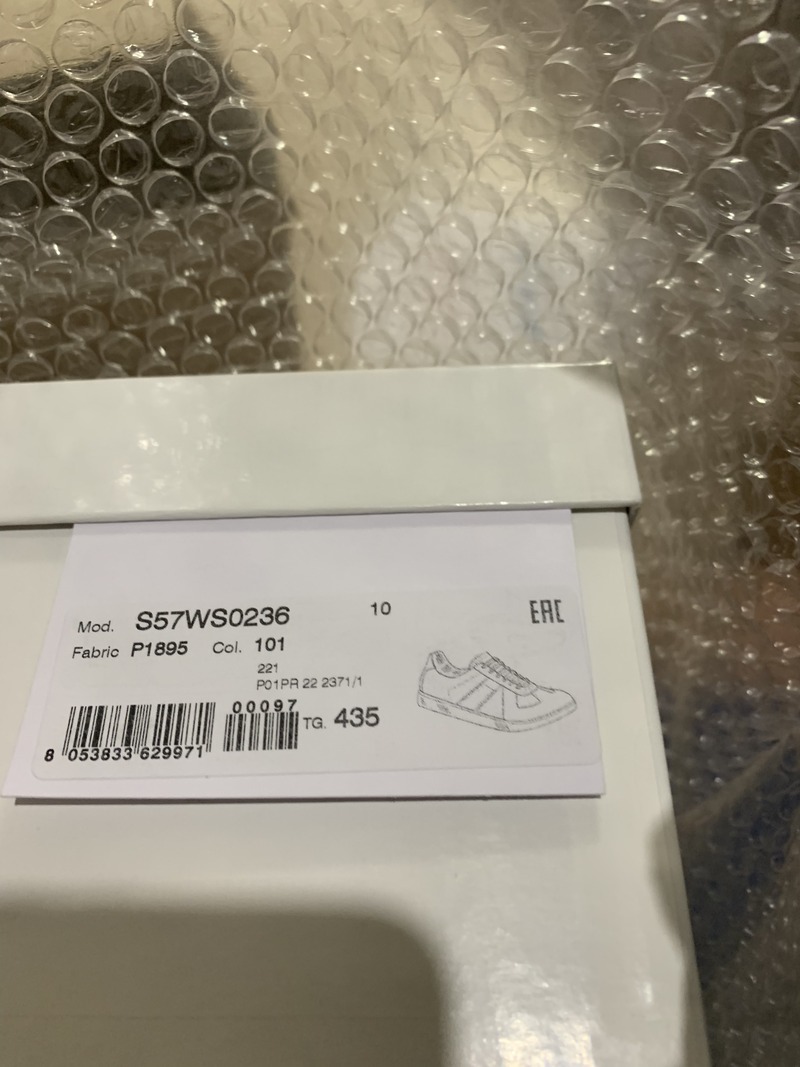 Mod. S57WS0236 10 EAC
Fabric P1895 Col. 101
221
P01PR 22 2371/1
00097
TG. 435
8 053833 629971